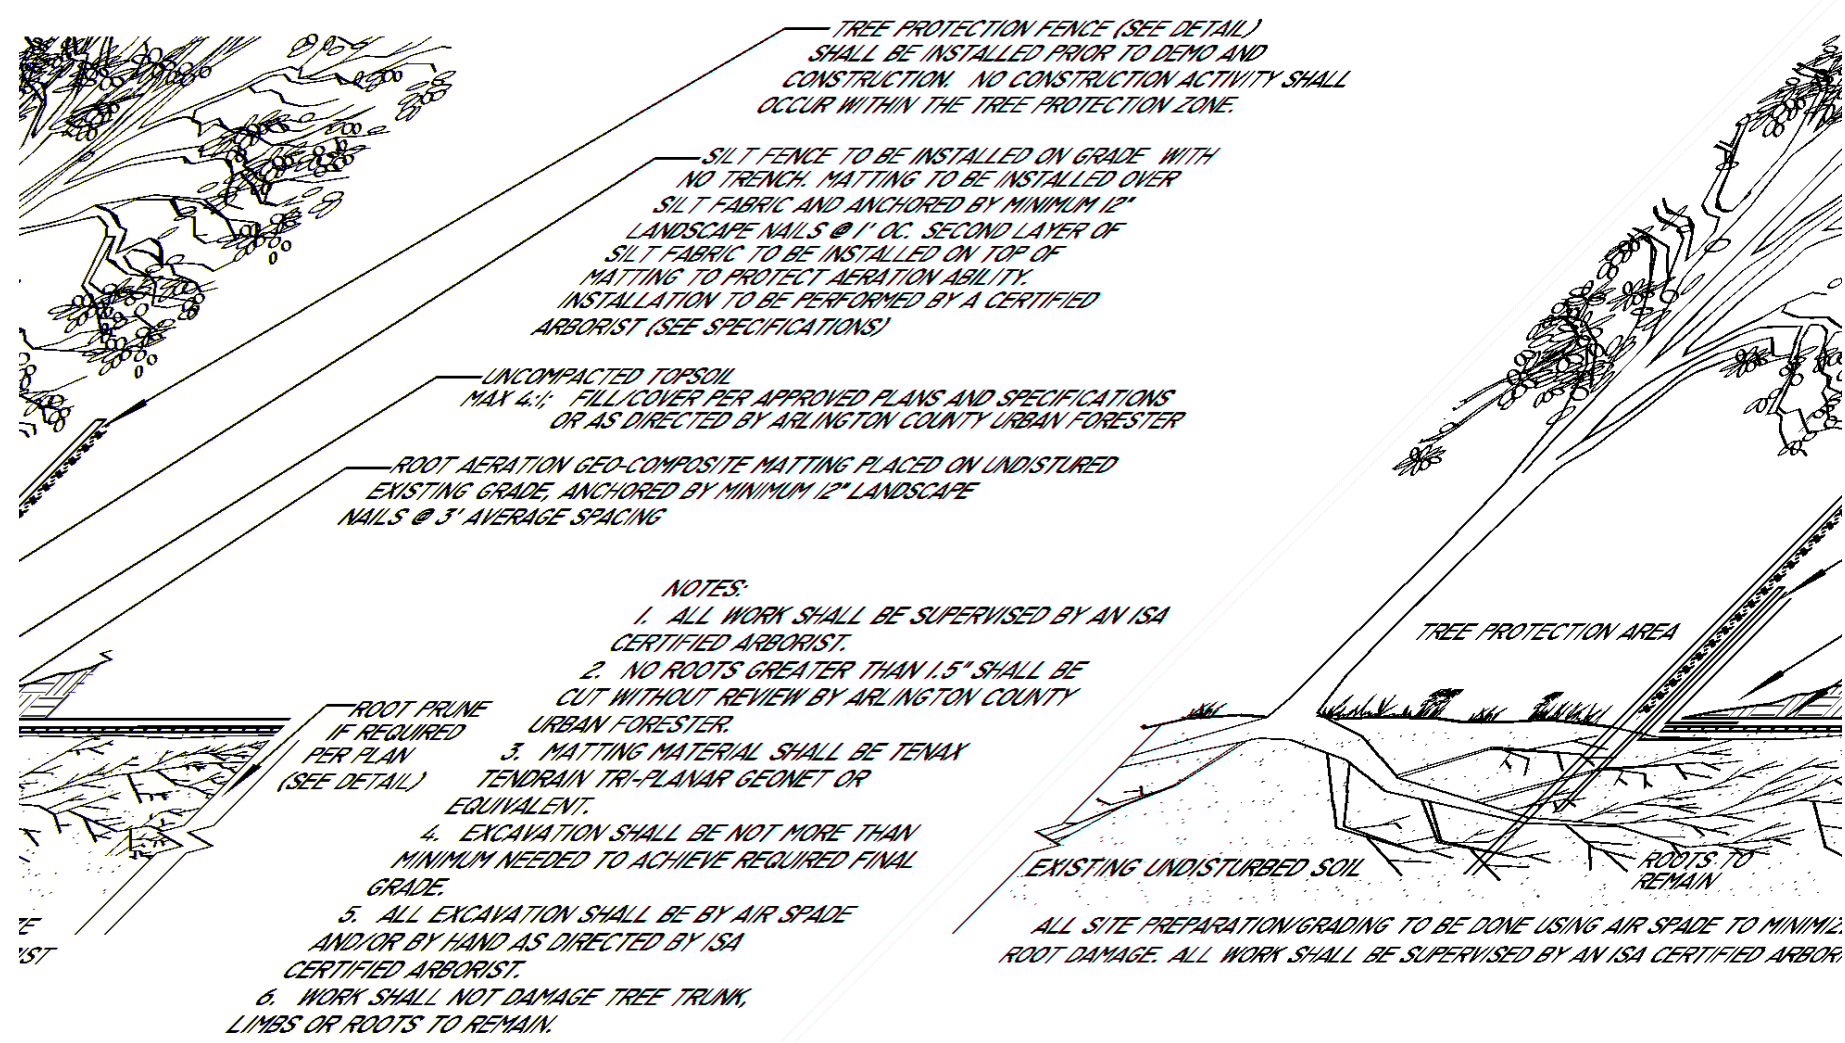 TREE PROTECTION FENCE (SEE DETAIL)
SHALL BE INSTALLED PRIOR TO DEMO AND
CONSTRUCTION. NO CONSTRUCTION ACTIVITY SHALL
OCCUR WITHIN THE TREE PROTECTION ZONE.
SILT FENCE TO BE INSTALLED ON GRADE WITH
NO TRENCH. MATTING TO BE INSTALLED OVER
SILT FABRIC AND ANCHORED BY MINIMUM 12"
LANDSCAPE NAILS @ 1' OC. SECOND LAYER OF
SILT FABRIC TO BE INSTALLED ON TOP OF
MATTING TO PROTECT AERATION ABILITY.
INSTALLATION TO BE PERFORMED BY A CERTIFIED
ARBORIST (SEE SPECIFICATIONS)
UNCOMPACTED TOPSOIL
MAX 4:1; FILL/COVER PER APPROVED PLANS AND SPECIFICATIONS
OR AS DIRECTED BY ARLINGTON COUNTY URBAN FORESTER
ROOT AERATION GEO-COMPOSITE MATTING PLACED ON UNDISTURED
EXISTING GRADE, ANCHORED BY MINIMUM 12" LANDSCAPE
NAILS @ 3' AVERAGE SPACING
NOTES:
1. ALL WORK SHALL BE SUPERVISED BY AN ISA
CERTIFIED ARBORIST.
2. NO ROOTS GREATER THAN 1.5" SHALL BE
CUT WITHOUT REVIEW BY ARLINGTON COUNTY
URBAN FORESTER.
3. MATTING MATERIAL SHALL BE TENAX
TENDRAIN TRI-PLANAR GEONET OR
EQUIVALENT.
4. EXCAVATION SHALL BE NOT MORE THAN
MINIMUM NEEDED TO ACHIEVE REQUIRED FINAL
GRADE.
5. ALL EXCAVATION SHALL BE BY AIR SPADE
AND/OR BY HAND AS DIRECTED BY ISA
CERTIFIED ARBORIST.
6. WORK SHALL NOT DAMAGE TREE TRUNK,
LIMBS OR ROOTS TO REMAIN.
ROOT PRUNE
IF REQUIRED
PER PLAN
(SEE DETAIL)
ZE
IST
TREE PROTECTION AREA
EXISTING UNDISTURBED SOIL
ROOTS TO
REMAIN
ALL SITE PREPARATION/GRADING TO BE DONE USING AIR SPADE TO MINIMIZE
ROOT DAMAGE. ALL WORK SHALL BE SUPERVISED BY AN ISA CERTIFIED ARBORI